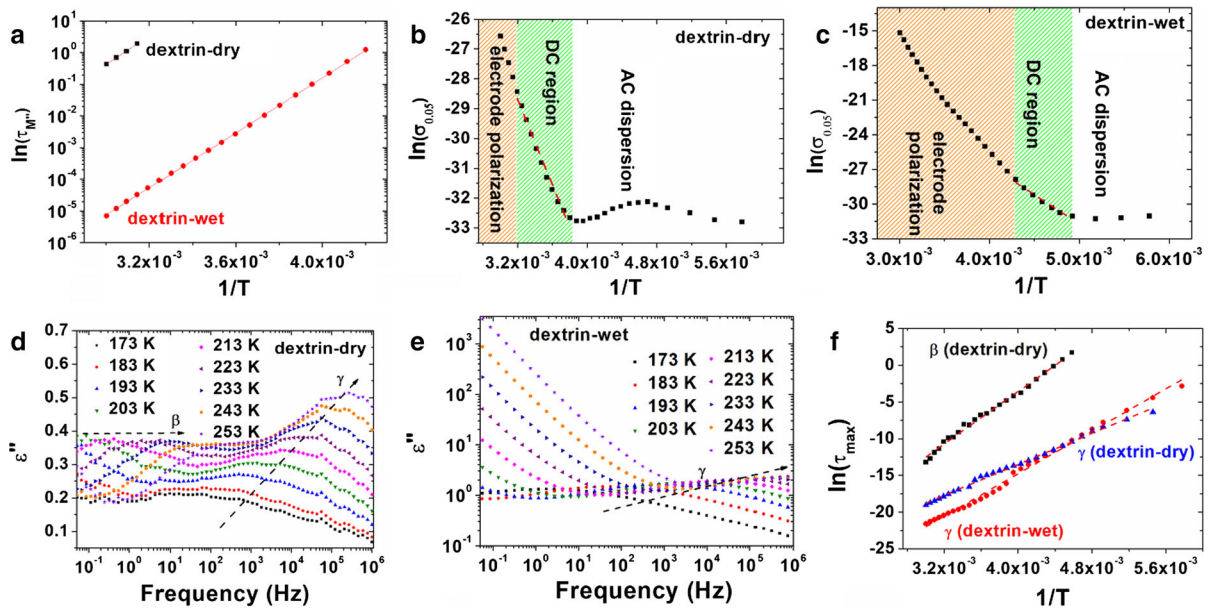 a
dextrin-dry
dextrin-wet
ln(τM'')
10^2
10^1
10^0
10^-1
10^-2
10^-3
10^-4
10^-5
10^-6
3.2x10^-3
3.6x10^-3
4.0x10^-3
1/T
b
dextrin-dry
electrode polarization
DC region
AC dispersion
ln(σ0.05)
-26
-27
-28
-29
-30
-31
-32
-33
3.2x10^-3
4.0x10^-3
4.8x10^-3
5.6x10^-3
1/T
c
dextrin-wet
electrode
polarization
DC region
AC dispersion
ln(σ0.05)
-15
-18
-21
-24
-27
-30
-33
3.0x10^-3
4.0x10^-3
5.0x10^-3
6.0x10^-3
1/T
d
dextrin-dry
173 K
183 K
193 K
203 K
213 K
223 K
233 K
243 K
253 K
β
γ
ε''
0.7
0.6
0.5
0.4
0.3
0.2
0.1
10^-1
10^0
10^1
10^2
10^3
10^4
10^5
10^6
Frequency (Hz)
e
dextrin-wet
173 K
183 K
193 K
203 K
213 K
223 K
233 K
243 K
253 K
γ
ε''
10^3
10^2
10^1
10^0
10^-1
10^-1
10^0
10^1
10^2
10^3
10^4
10^5
10^6
Frequency (Hz)
f
β (dextrin-dry)
γ (dextrin-dry)
γ (dextrin-wet)
ln(τmax)
5
0
-5
-10
-15
-20
-25
3.2x10^-3
4.0x10^-3
4.8x10^-3
5.6x10^-3
1/T